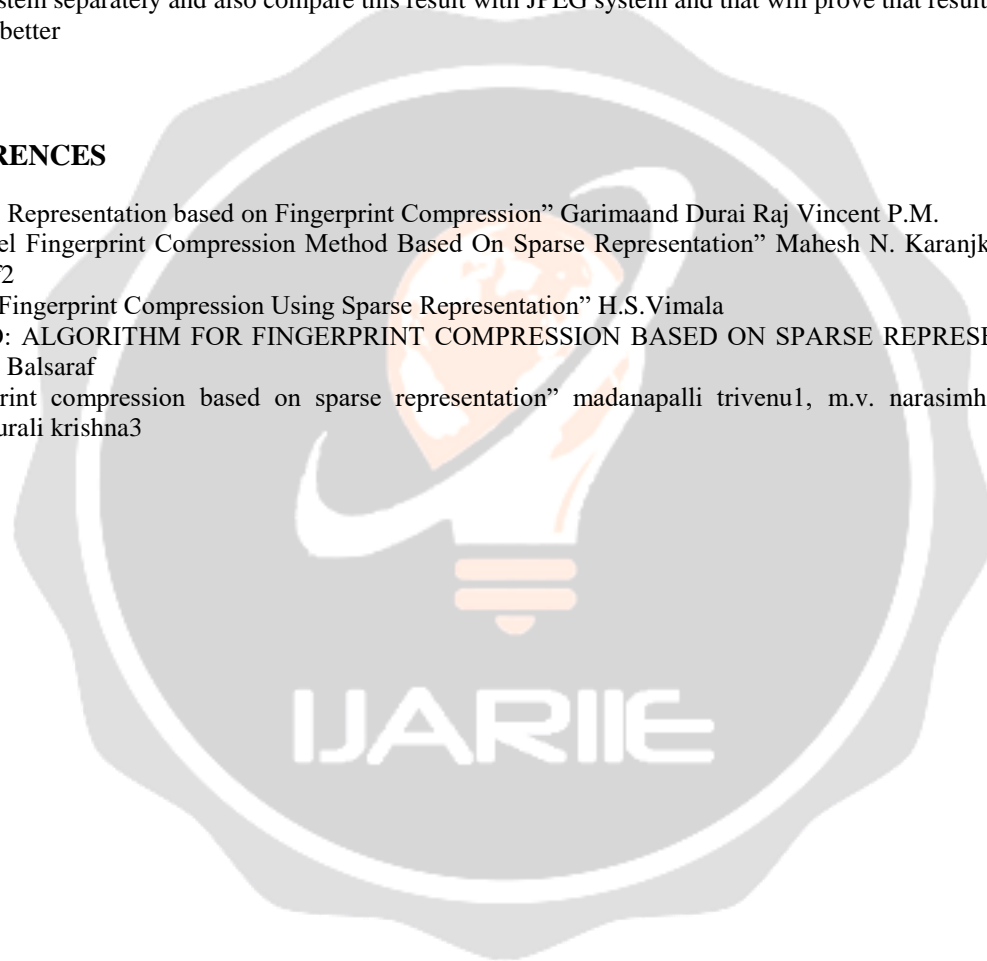 stem separately and also compare this result with JPEG system and that will prove that result
better
RENCES
Representation based on Fingerprint Compression” Garimaand Durai Raj Vincent P.M.
el Fingerprint Compression Method Based On Sparse Representation” Mahesh N. Karanjk
2
Fingerprint Compression Using Sparse Representation” H.S.Vimala
: ALGORITHM FOR FINGERPRINT COMPRESSION BASED ON SPARSE REPRESE
Balsaraf
rint compression based on sparse representation” madanapalli trivenu1, m.v. narasimh
urali krishna3
IJARIIE